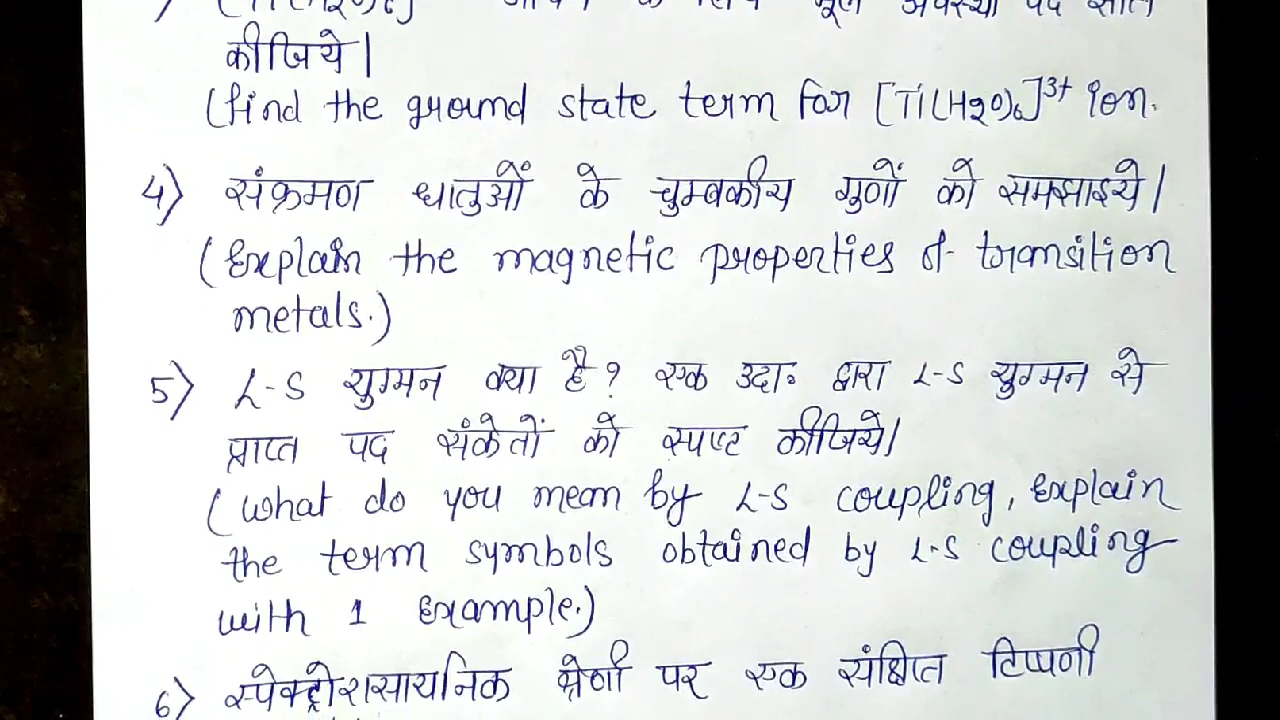 कीजिये।
(find the ground state term for [Ti(H2O)6]3+ ion.
4) संक्रमण धातुओं के चुम्बकीय गुणों को समझाइये।
(Explain the magnetic properties of transition
metals.)
5) L-S युग्मन क्या है? एक उदा॰ द्वारा L-S युग्मन से
प्राप्त पद संकेतों को स्पष्ट कीजिये।
(What do you mean by L-S coupling, Explain
the term symbols obtained by L-S coupling
with 1 Example.)
6) स्पेक्ट्रोरासायनिक श्रेणी पर एक संक्षिप्त टिप्पणी